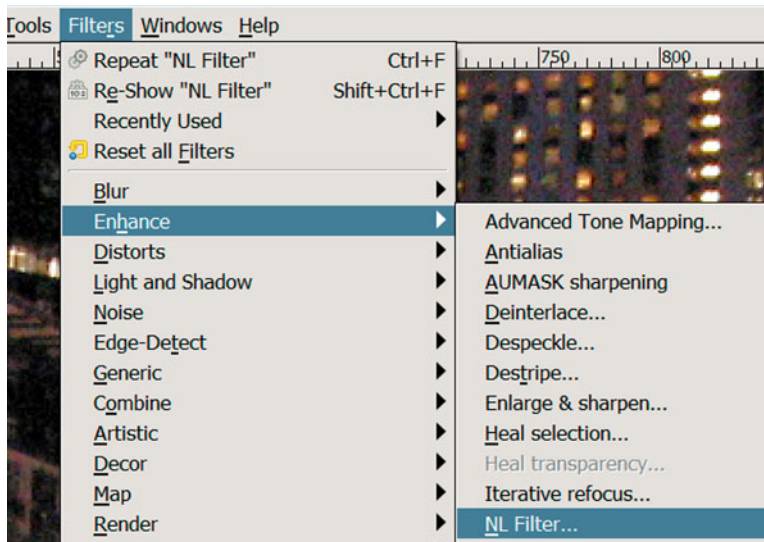 Tools Filters Windows Help
750 800
Repeat "NL Filter" Ctrl+F
Re-Show "NL Filter" Shift+Ctrl+F
Recently Used
Reset all Filters
Blur
Enhance
Distorts
Light and Shadow
Noise
Edge-Detect
Generic
Combine
Artistic
Decor
Map
Render
Advanced Tone Mapping...
Antialias
AUMASK sharpening
Deinterlace...
Despeckle...
Destripe...
Enlarge & sharpen...
Heal selection...
Heal transparency...
Iterative refocus...
NL Filter...